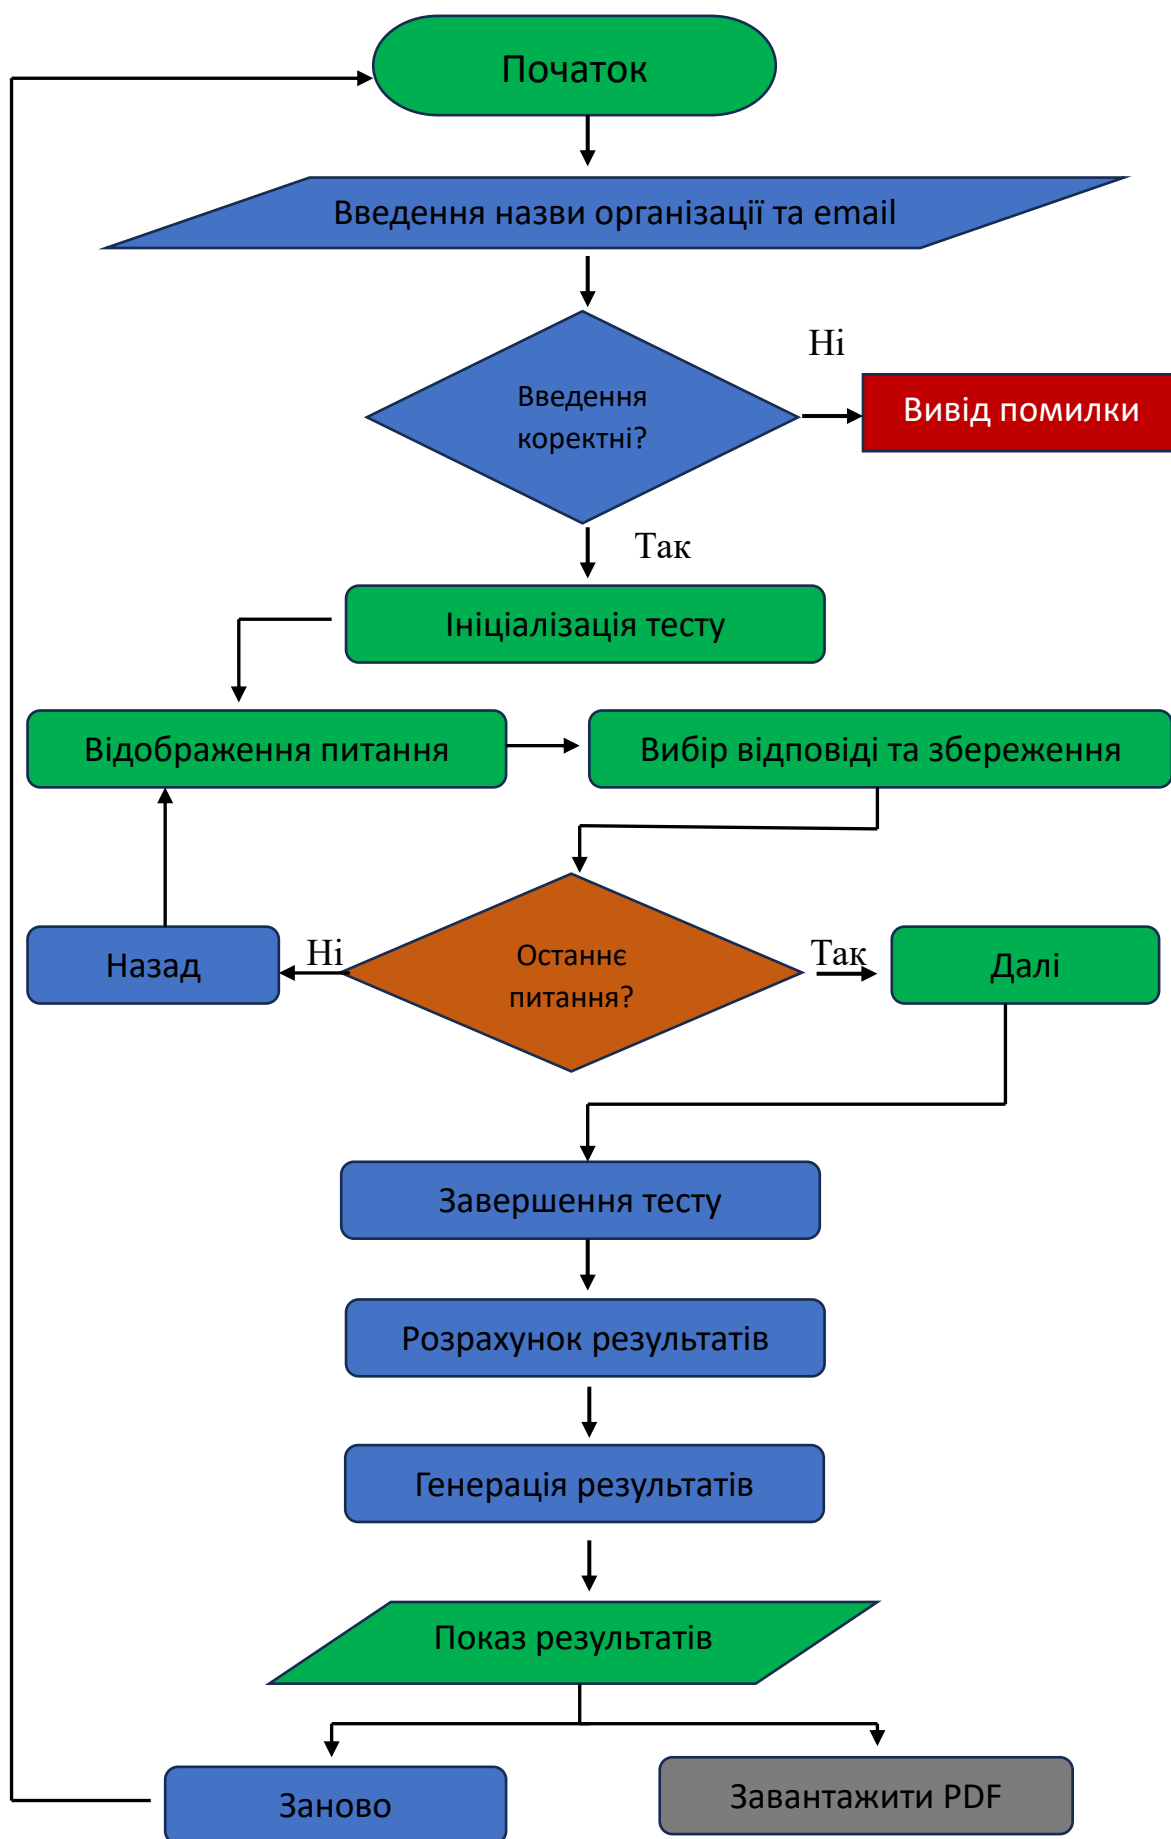 Початок
Введення назви організації та email
Ні
Введення
коректні?
Вивід помилки
Так
Ініціалізація тесту
Відображення питання
Вибір відповіді та збереження
Назад
Ні
Останнє
питання?
Так
Далі
Завершення тесту
Розрахунок результатів
Генерація результатів
Показ результатів
Заново
Завантажити PDF